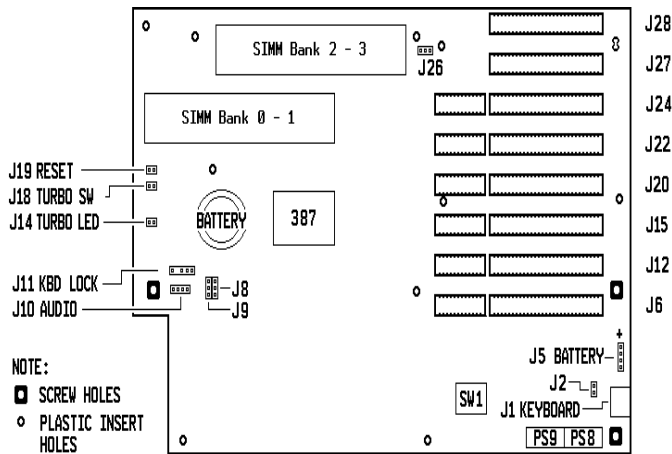 J28
SIMM Bank 2 - 3
J26
J27
J24
SIMM Bank 0 - 1
J22
J19 RESET
J18 TURBO SW
J20
J14 TURBO LED
BATTERY
387
J15
J11 KBD LOCK
J12
J8
J10 AUDIO
J9
J6
+
J5 BATTERY
NOTE:
J2
SCREW HOLES
SW1
J1 KEYBOARD
PLASTIC INSERT
HOLES
PS9
PS8